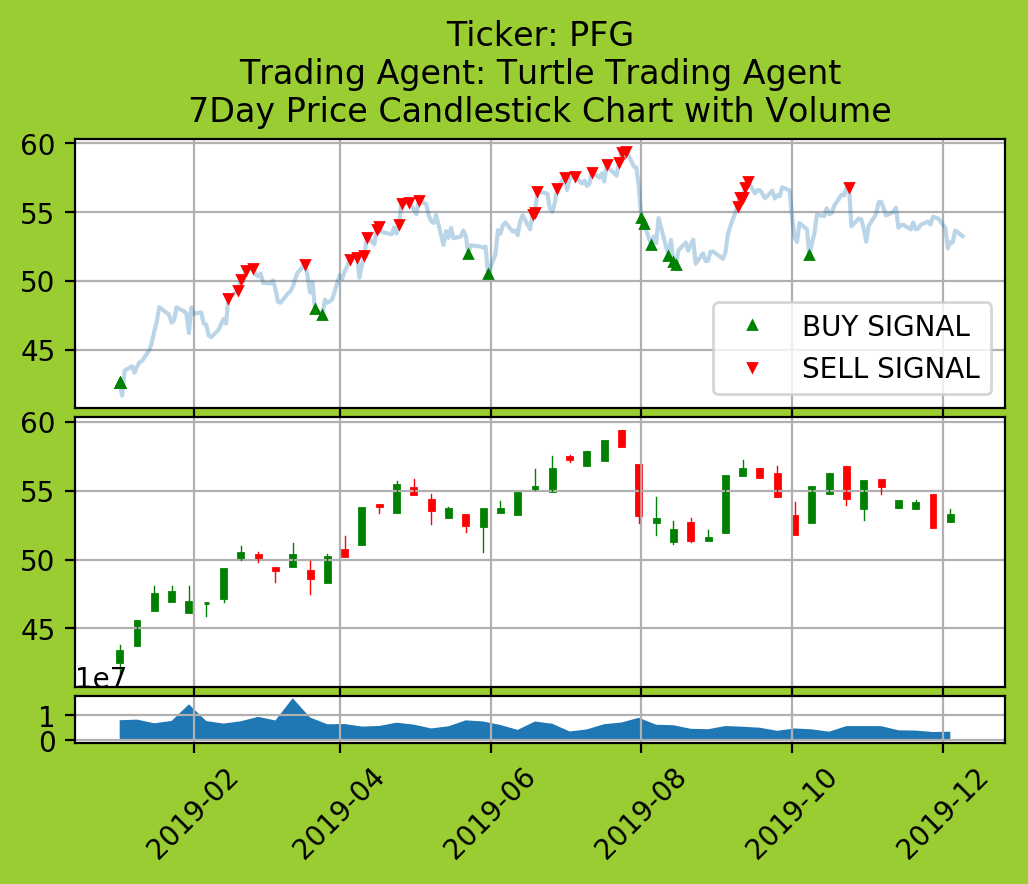 Ticker: PFG
Trading Agent: Turtle Trading Agent
7Day Price Candlestick Chart with Volume
60
55
50
45
BUY SIGNAL
SELL SIGNAL
60
55
50
45
1e7
1
0
2019-02
2019-04
2019-06
2019-08
2019-10
2019-12